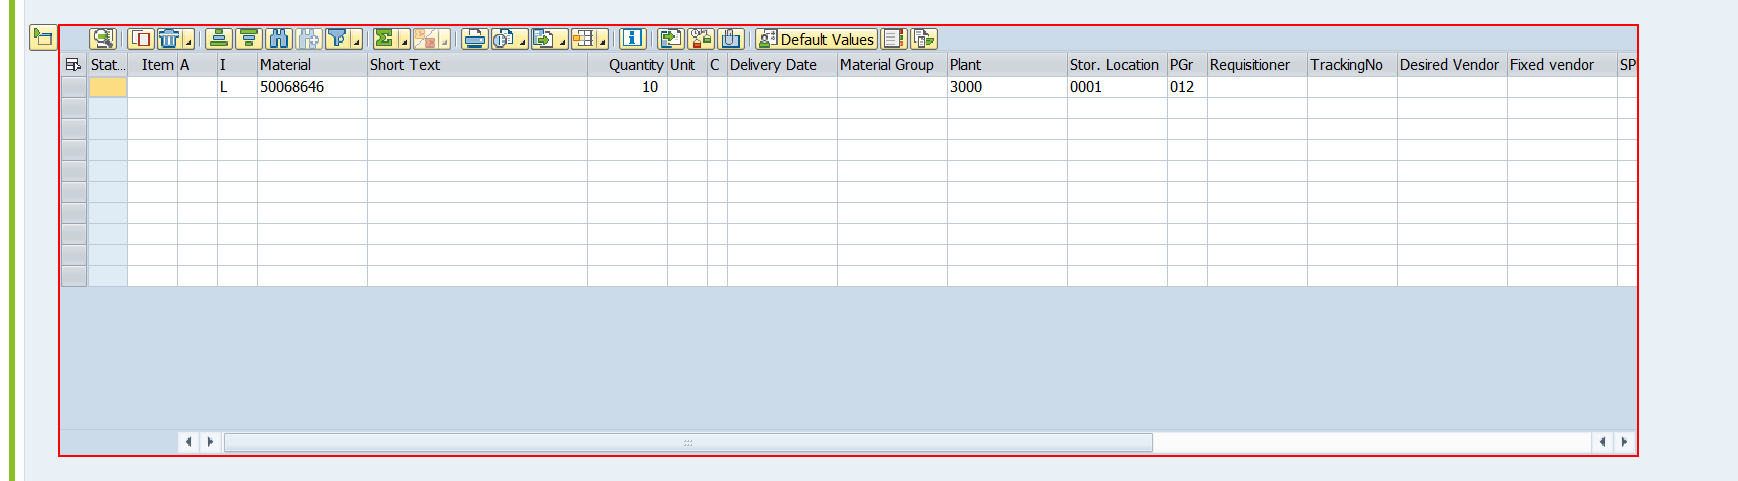 Default Values
Stat... Item A I Material Short Text Quantity Unit C Delivery Date Material Group Plant Stor. Location PGr Requisitioner TrackingNo Desired Vendor Fixed vendor SP
L 50068646 10 3000 0001 012